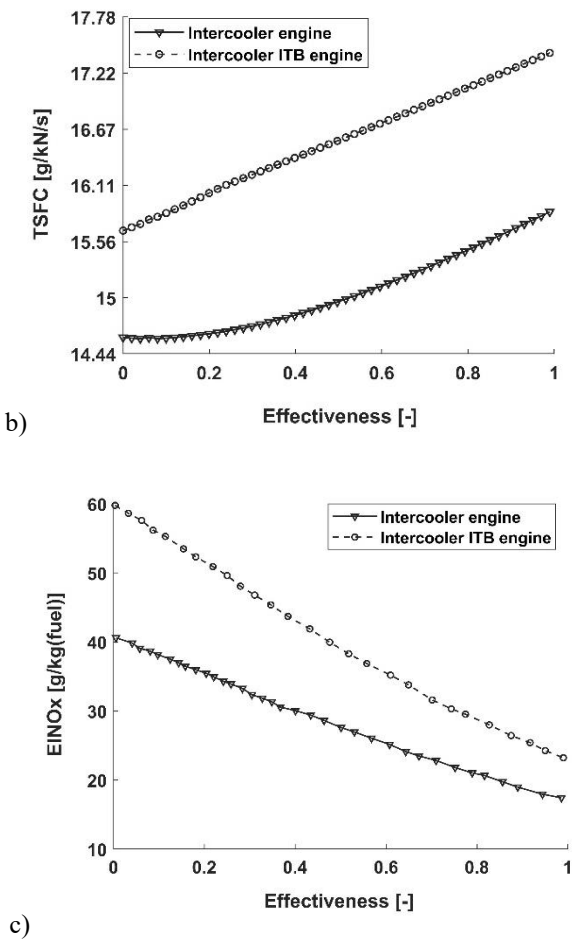 17.78
17.22
16.67
16.11
15.56
15
14.44
TSFC [g/kN/s]
Intercooler engine
Intercooler ITB engine
0 0.2 0.4 0.6 0.8 1
Effectiveness [-]
b)
60
50
40
30
20
10
EINOx [g/kg(fuel)]
Intercooler engine
Intercooler ITB engine
0 0.2 0.4 0.6 0.8 1
Effectiveness [-]
c)